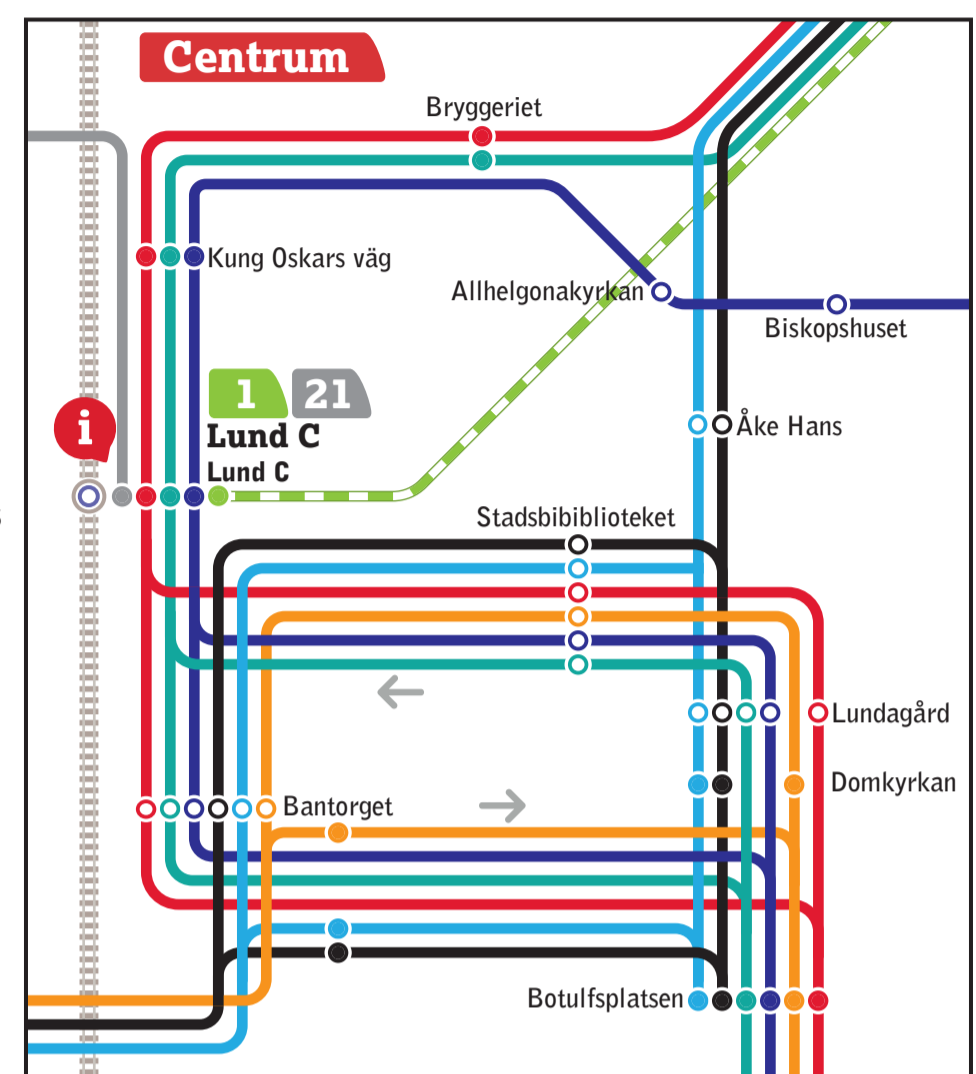 Centrum
Bryggeriet
Kung Oskars väg
Allhelgonakyrkan
Biskopshuset
1 21
i
Lund C
Lund C
Åke Hans
Stadsbibiblioteket
Lundagård
Domkyrkan
Bantorget
Botulfsplatsen